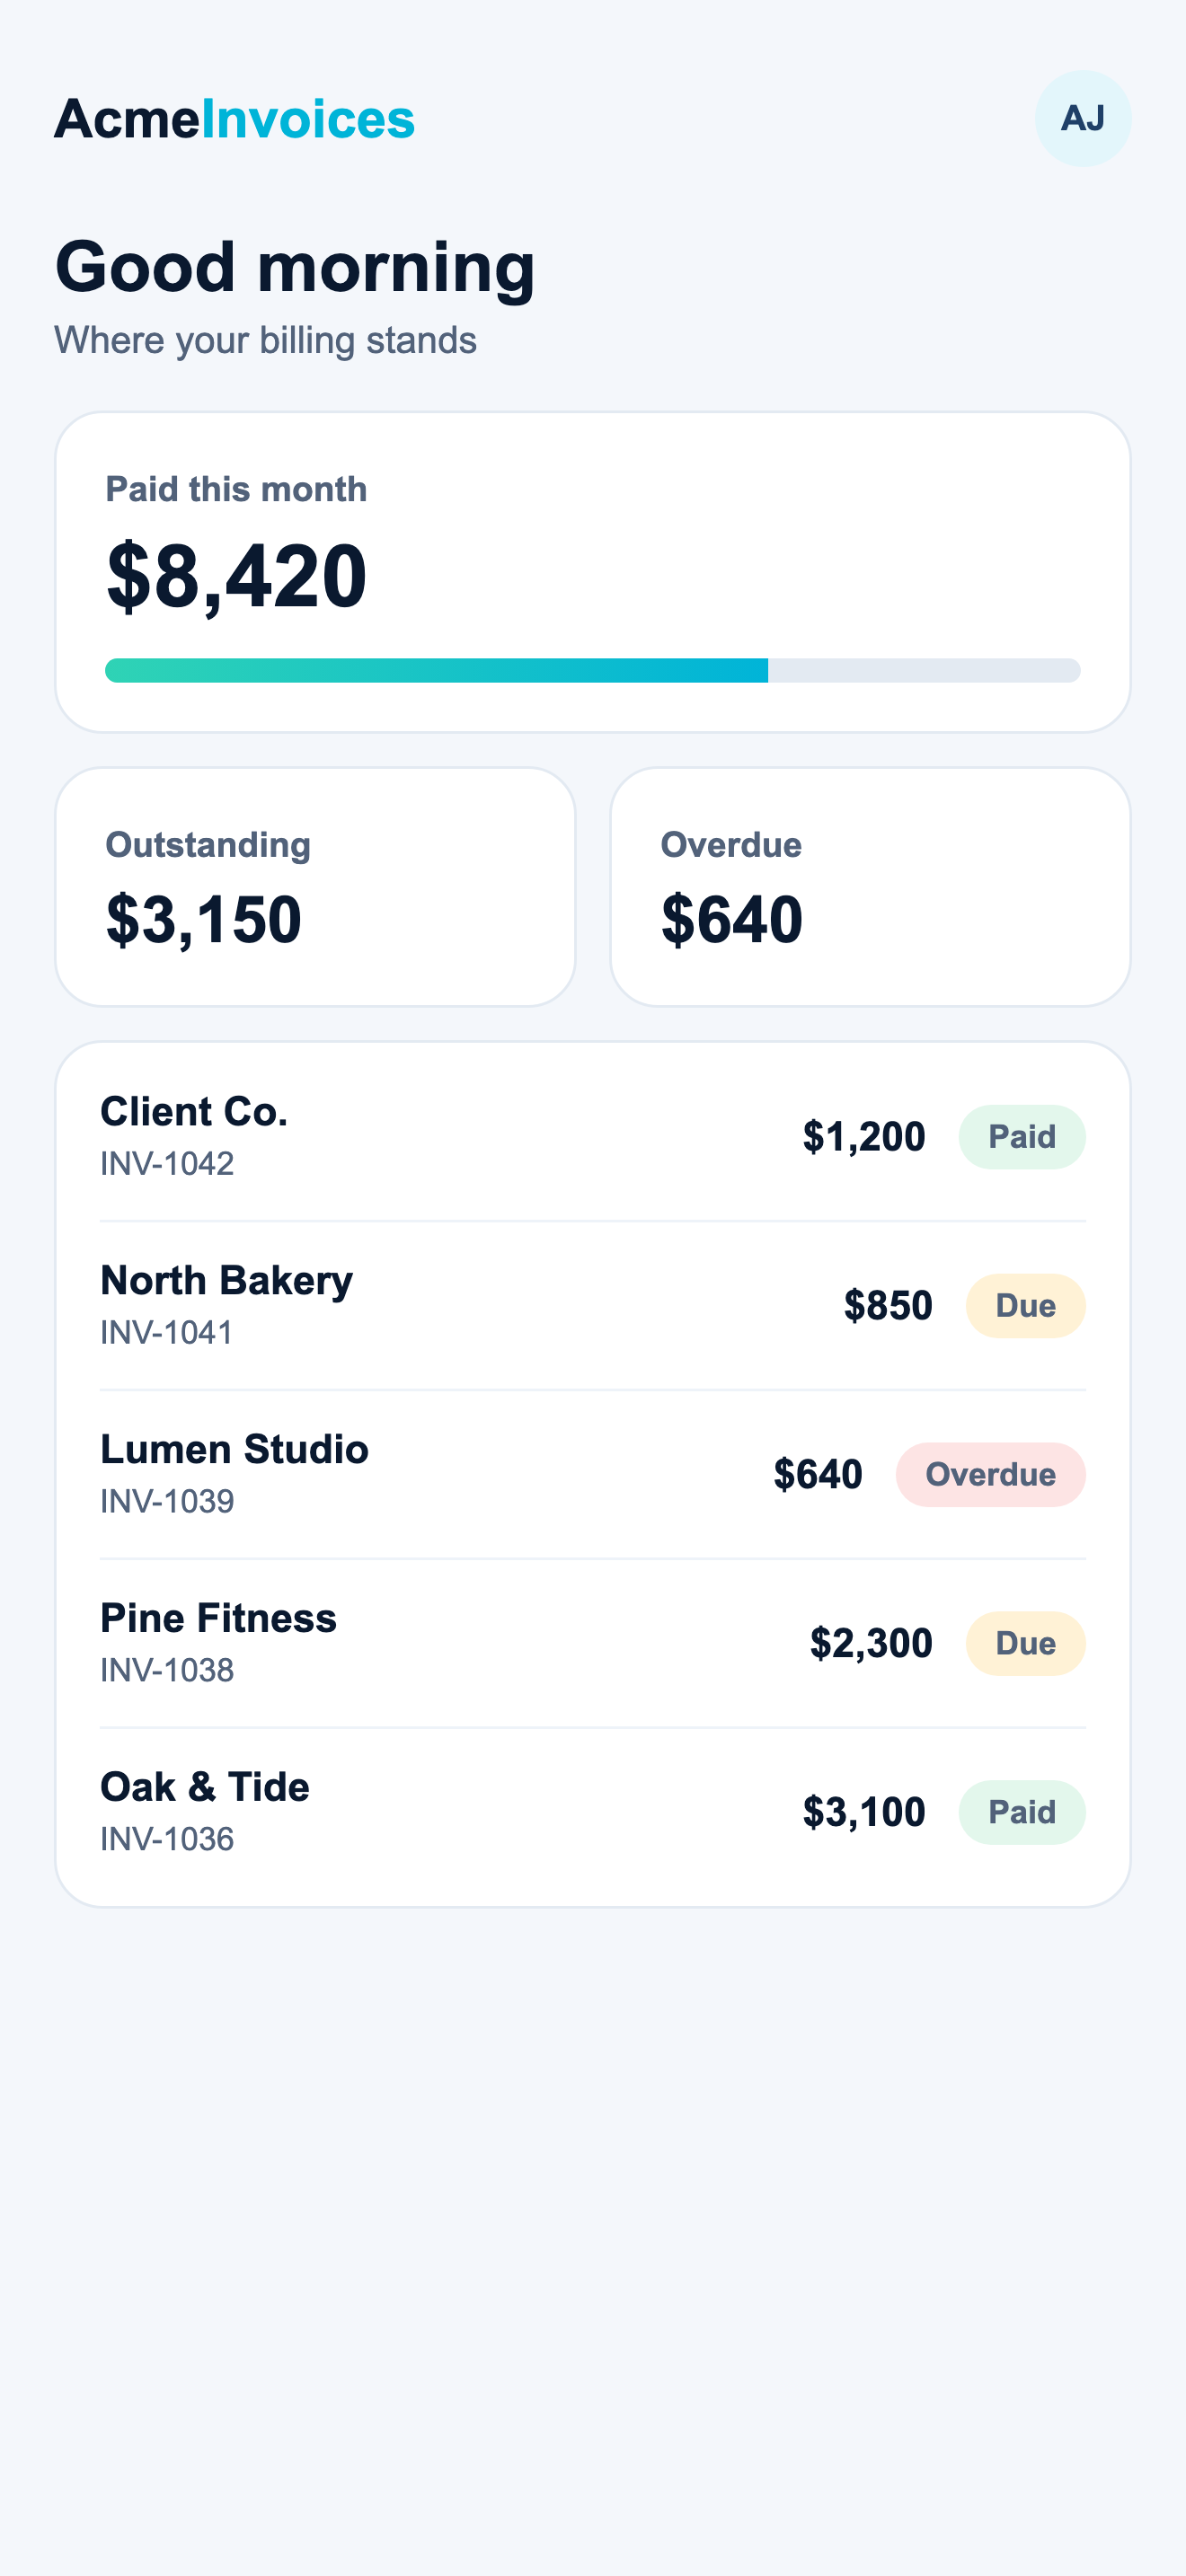 AcmeInvoices
AJ
Good morning
Where your billing stands
Paid this month
$8,420
Outstanding
$3,150
Overdue
$640
Client Co.
INV-1042
$1,200
Paid
North Bakery
INV-1041
$850
Due
Lumen Studio
INV-1039
$640
Overdue
Pine Fitness
INV-1038
$2,300
Due
Oak & Tide
INV-1036
$3,100
Paid